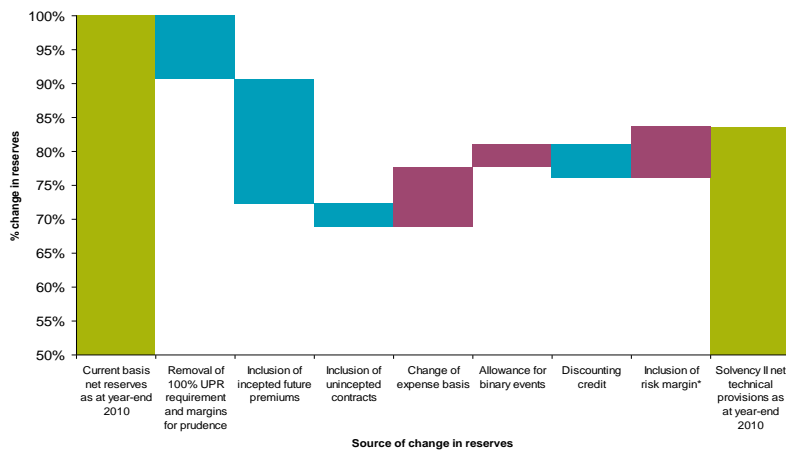 100%
95%
90%
85%
80%
75%
70%
65%
60%
55%
50%
% change in reserves
Current basis
net reserves
as at year-end
2010
Removal of
100% UPR
requirement
and margins
for prudence
Inclusion of
incepted future
premiums
Inclusion of
unincepted
contracts
Change of
expense basis
Allowance for
binary events
Discounting
credit
Inclusion of
risk margin*
Solvency II net
technical
provisions as
at year-end
2010
Source of change in reserves